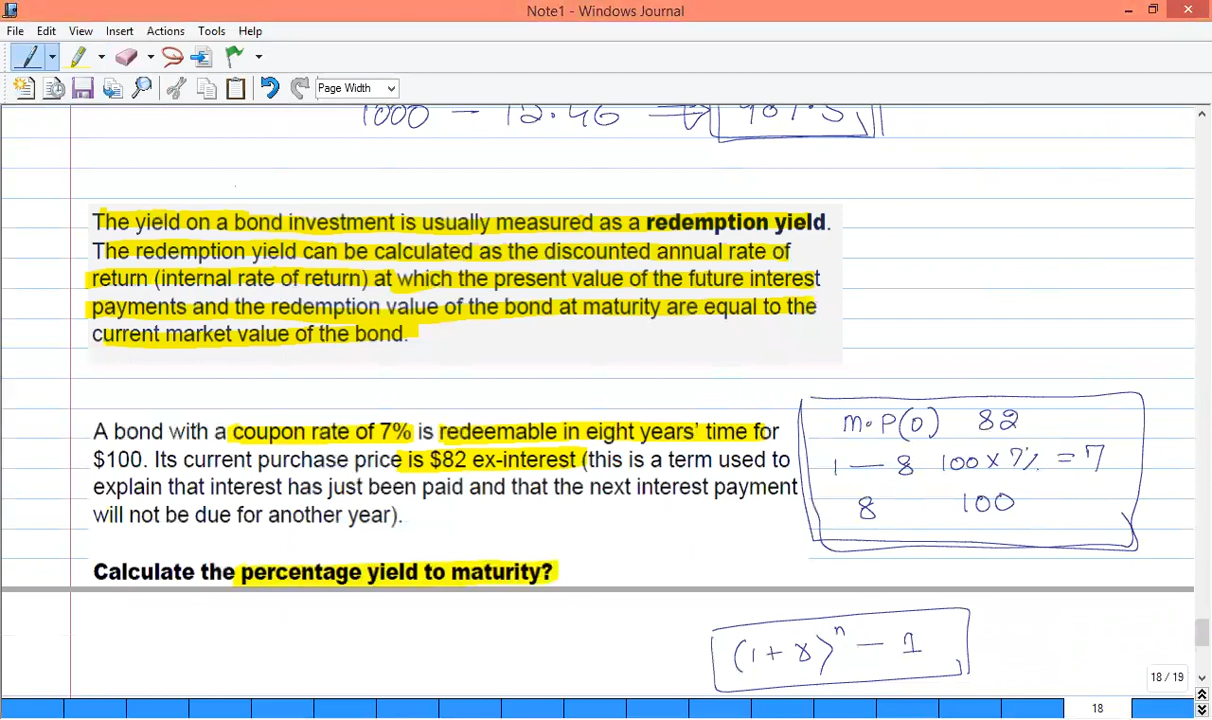 Note1 - Windows Journal
File Edit View Insert Actions Tools Help
Page Width
1000 - 12.46 →
The yield on a bond investment is usually measured as a redemption yield.
The redemption yield can be calculated as the discounted annual rate of
return (internal rate of return) at which the present value of the future interest
payments and the redemption value of the bond at maturity are equal to the
current market value of the bond.
A bond with a coupon rate of 7% is redeemable in eight years' time for
$100. Its current purchase price is $82 ex-interest (this is a term used to
explain that interest has just been paid and that the next interest payment
will not be due for another year).
M.P(0) 82
1 — 8 100 x 7% = 7
8 100
Calculate the percentage yield to maturity?
(1+r)^n - 1
18 / 19
18